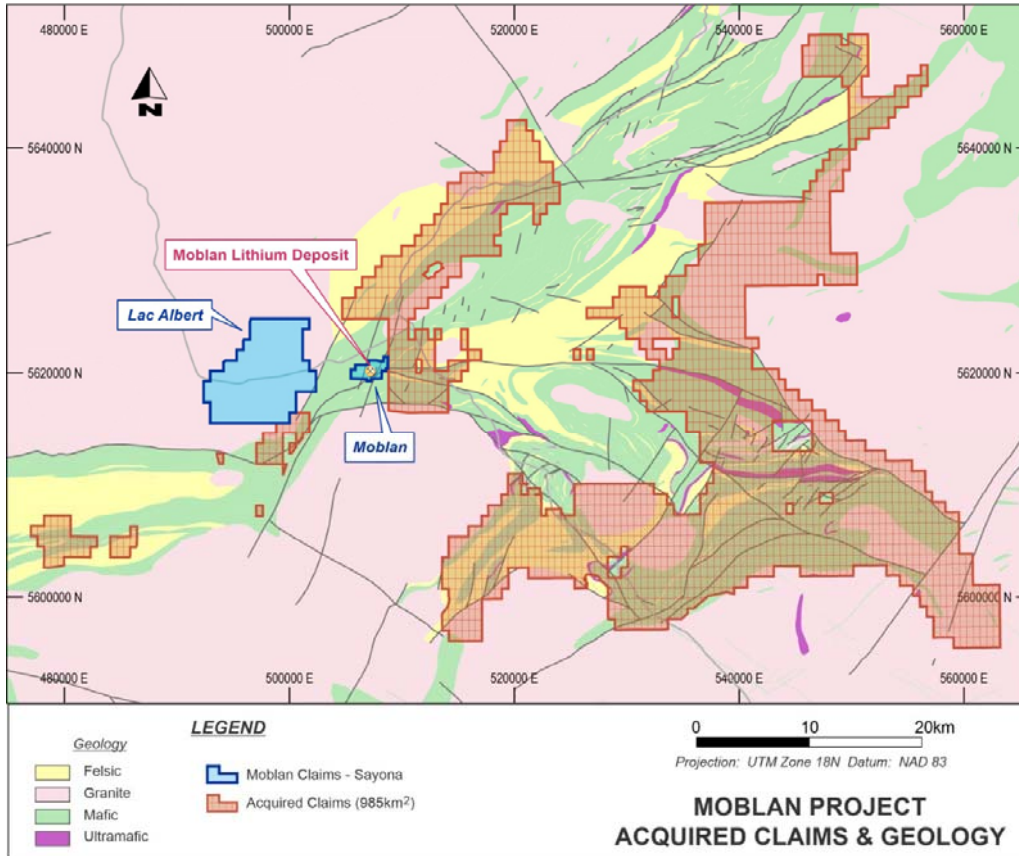 480000 E
500000 E
520000 E
540000 E
560000 E
N
5640000 N
5640000 N
Moblan Lithium Deposit
Lac Albert
5620000 N
5620000 N
Moblan
5600000 N
5600000 N
480000 E
500000 E
520000 E
540000 E
560000 E
LEGEND
Geology
Felsic
Granite
Mafic
Ultramafic
Moblan Claims - Sayona
Acquired Claims (985km²)
0 10 20km
Projection: UTM Zone 18N Datum: NAD 83
MOBLAN PROJECT
ACQUIRED CLAIMS & GEOLOGY